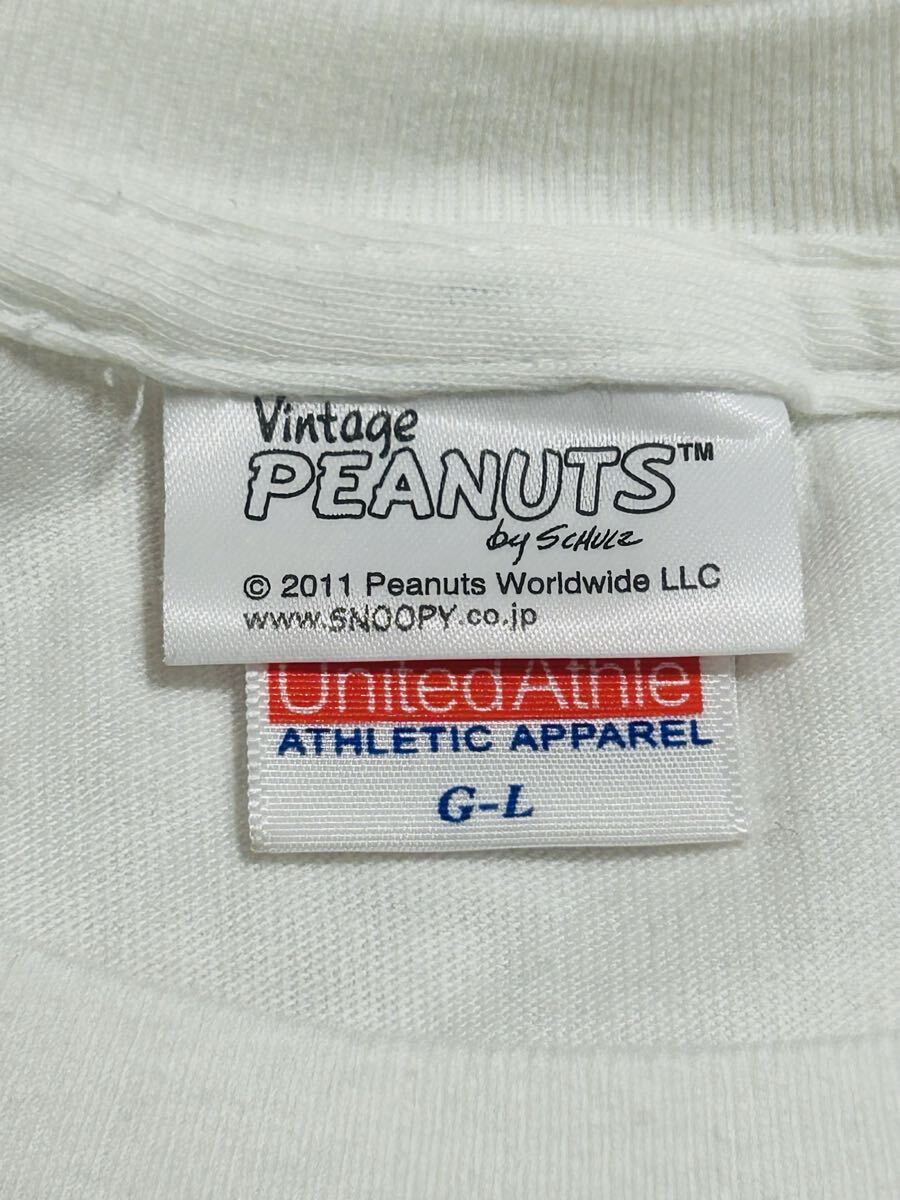 Vintage
PEANUTS™
by SCHULZ
© 2011 Peanuts Worldwide LLC
www.SNOOPY.co.jp
UnitedAthle
ATHLETIC APPAREL
G-L